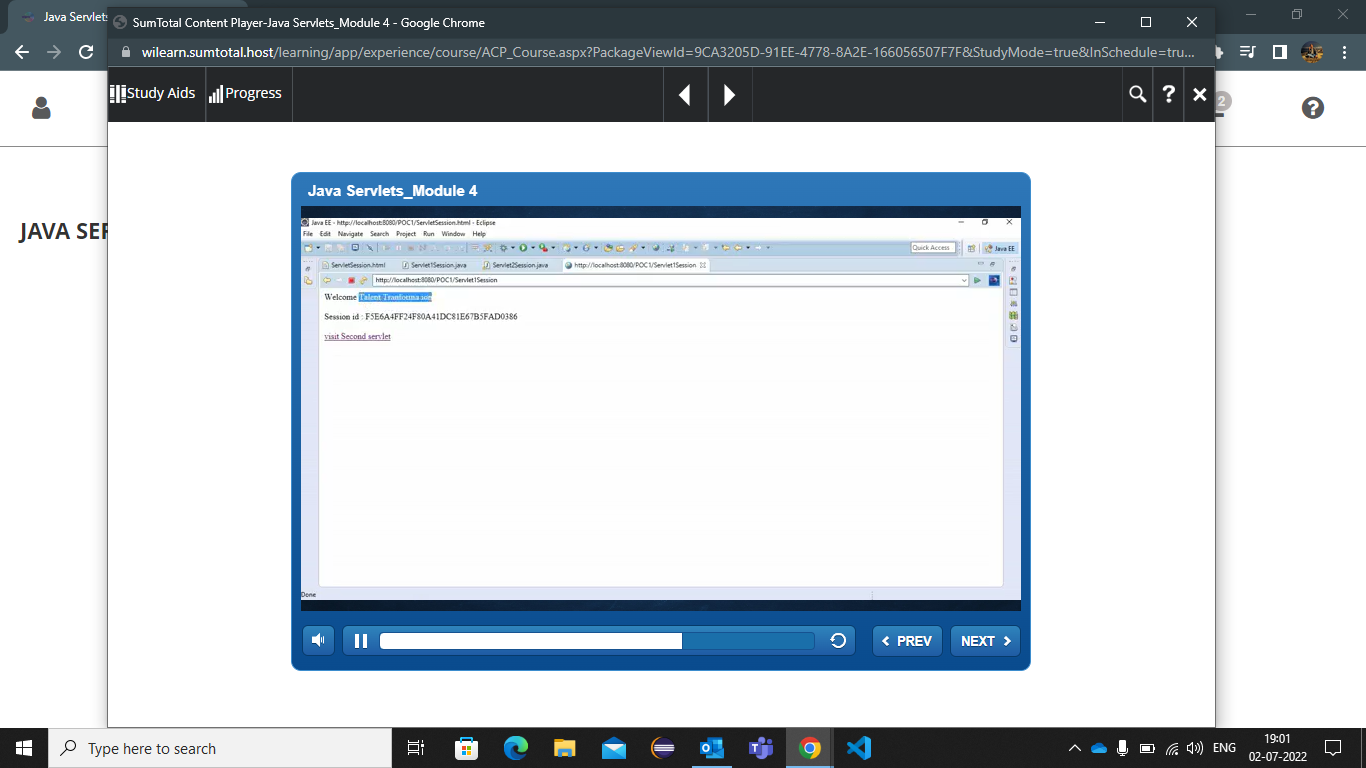 Java Servlets
SumTotal Content Player-Java Servlets_Module 4 - Google Chrome
wilearn.sumtotal.host/learning/app/experience/course/ACP_Course.aspx?PackageViewId=9CA3205D-91EE-4778-8A2E-166056507F7F&StudyMode=true&InSchedule=tru...
Study Aids
Progress
?
2
?
JAVA SER
Java Servlets_Module 4
Java EE - http://localhost:8080/POC1/ServletSession.html - Eclipse
File Edit Navigate Search Project Run Window Help
Quick Access
Java EE
ServletSession.html
Servlet1Session.java
Servlet2Session.java
http://localhost:8080/POC1/Servlet1Session
http://localhost:8080/POC1/Servlet1Session
Welcome Talent
Session id : F5E6A4FF24F80A41DC81E67B5FAD0386
visit Second servlet
Done
PREV
NEXT
Type here to search
ENG
19:01
02-07-2022